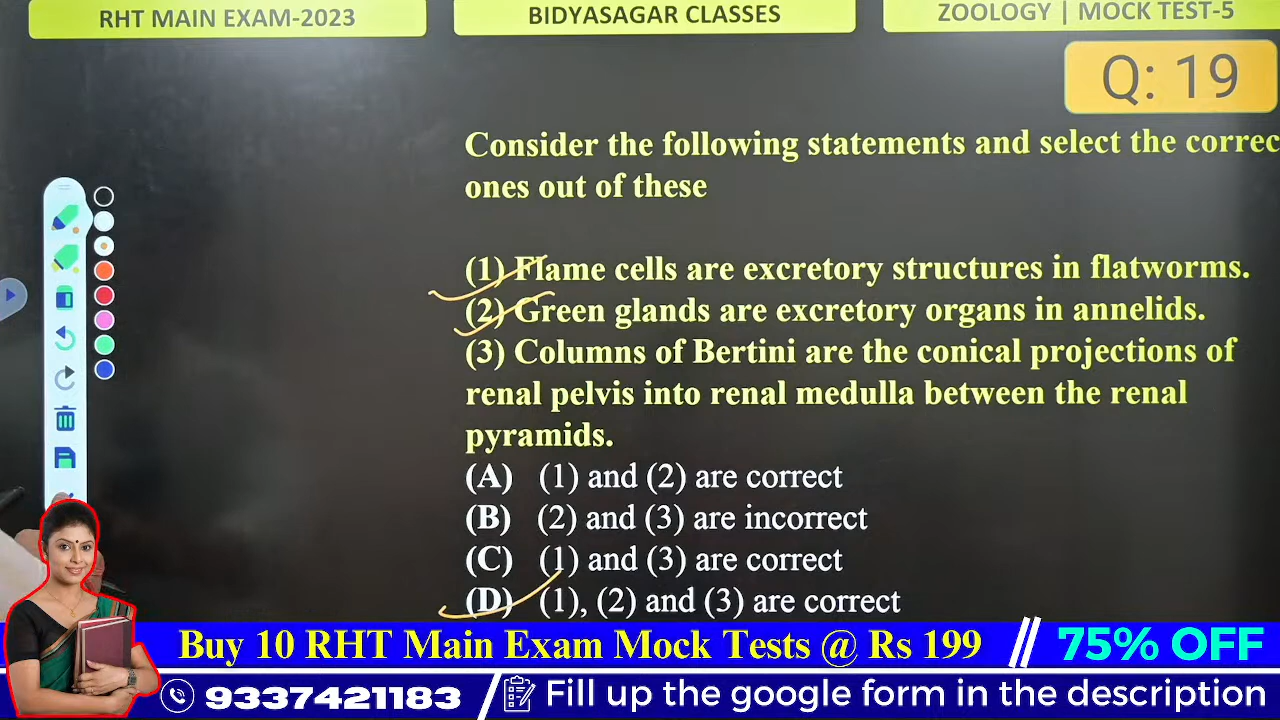 RHT MAIN EXAM-2023
BIDYASAGAR CLASSES
ZOOLOGY | MOCK TEST-5
Q: 19
Consider the following statements and select the correc
ones out of these
(1) Flame cells are excretory structures in flatworms.
(2) Green glands are excretory organs in annelids.
(3) Columns of Bertini are the conical projections of
renal pelvis into renal medulla between the renal
pyramids.
(A) (1) and (2) are correct
(B) (2) and (3) are incorrect
(C) (1) and (3) are correct
(D) (1), (2) and (3) are correct
Buy 10 RHT Main Exam Mock Tests @ Rs 199 // 75% OFF
9337421183 / Fill up the google form in the description